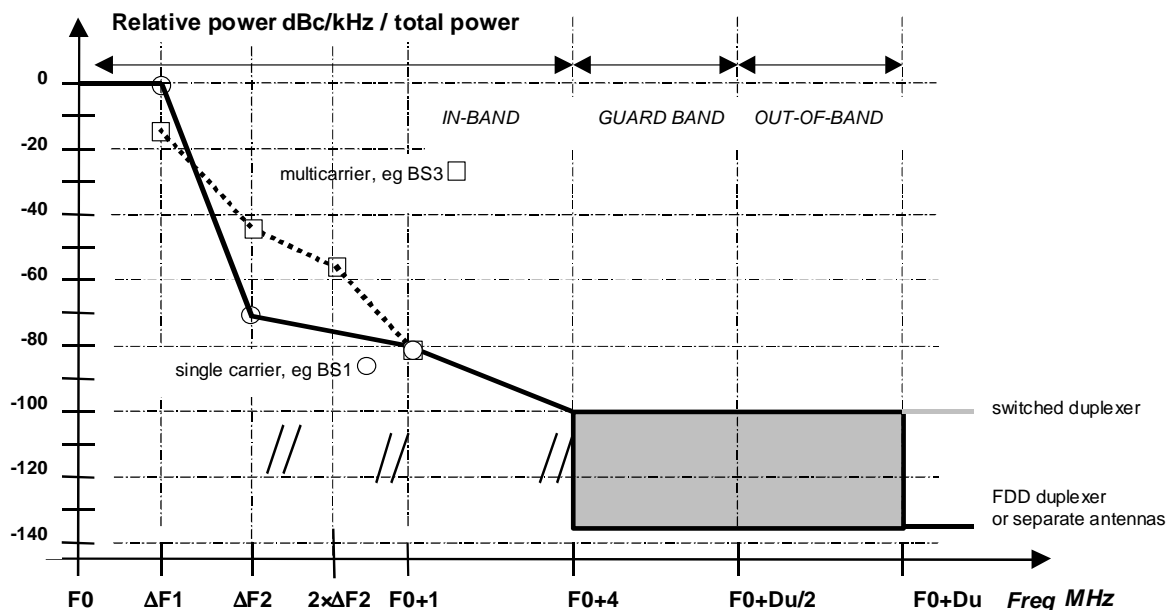 Relative power dBc/kHz / total power
0
-20
-40
-60
-80
-100
-120
-140
IN-BAND
GUARD BAND
OUT-OF-BAND
multicarrier, eg BS3
single carrier, eg BS1
switched duplexer
FDD duplexer
or separate antennas
F0
ΔF1
ΔF2
2×ΔF2
F0+1
F0+4
F0+Du/2
F0+Du
Freq MHz